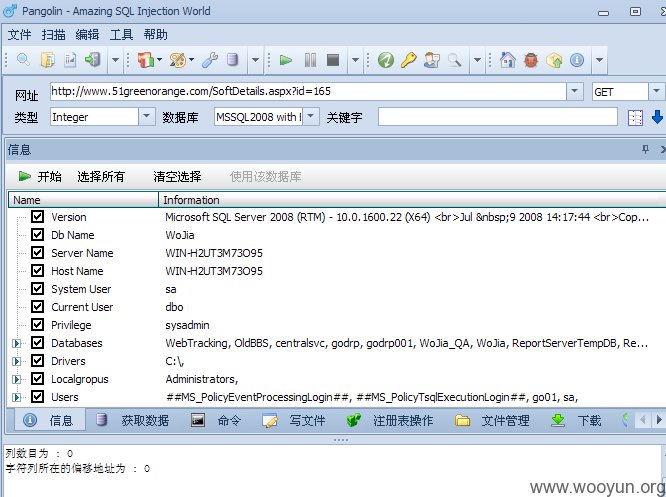 Pangolin - Amazing SQL Injection World
文件 扫描 编辑 工具 帮助
网址 http://www.51greenorange.com/SoftDetails.aspx?id=165 GET
类型 Integer 数据库 MSSQL2008 with 关键字
信息
开始 选择所有 清空选择 使用该数据库
Name Information
Version Microsoft SQL Server 2008 (RTM) - 10.0.1600.22 (X64) <br>Jul &nbsp;9 2008 14:17:44 <br>Cop...
Db Name WoJia
Server Name WIN-H2UT3M73O95
Host Name WIN-H2UT3M73O95
System User sa
Current User dbo
Privilege sysadmin
Databases WebTracking, OldBBS, centralsvc, godrp, godrp001, WoJia_QA, WoJia, ReportServerTempDB, Re...
Drivers C:\,
Localgropus Administrators,
Users ##MS_PolicyEventProcessingLogin##, ##MS_PolicyTsqlExecutionLogin##, go01, sa,
信息 获取数据 命令 写文件 注册表操作 文件管理 下载
列数目为 : 0
字符列所在的偏移地址为 : 0
www.wooyun.org